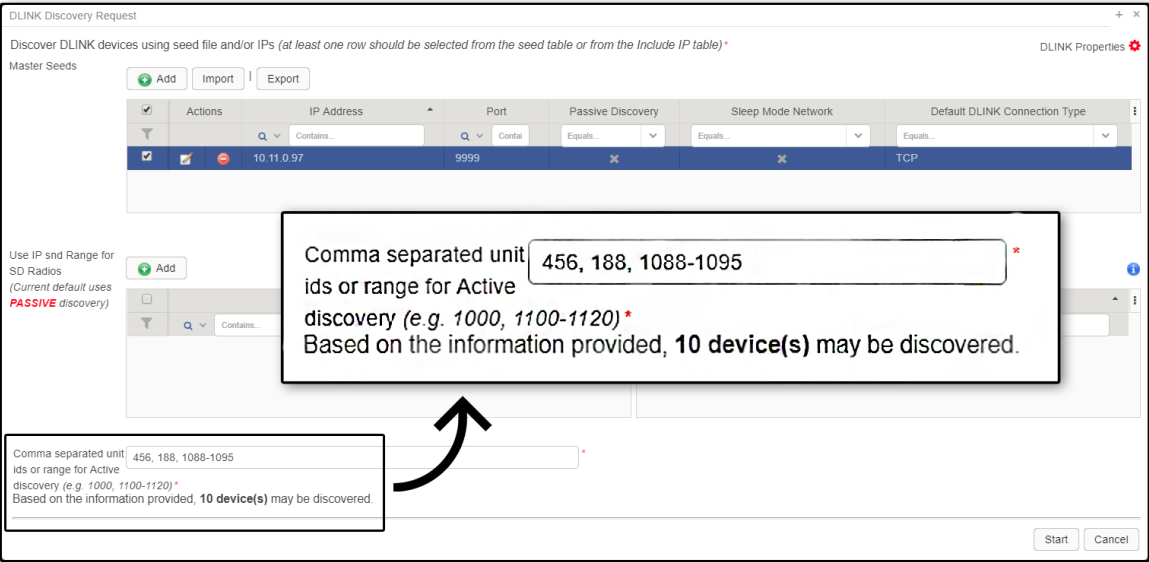 DLINK Discovery Request
Discover DLINK devices using seed file and/or IPs (at least one row should be selected from the seed table or from the Include IP table)*
DLINK Properties
Master Seeds
Add Import | Export
Actions IP Address Port Passive Discovery Sleep Mode Network Default DLINK Connection Type
Contains... Contai Equals... Equals... Equals...
10.11.0.97 9999 TCP
Use IP snd Range for
SD Radios
(Current default uses
PASSIVE discovery)
Add
Contains...
Comma separated unit
ids or range for Active
discovery (e.g. 1000, 1100-1120)*
456, 188, 1088-1095 *
Based on the information provided, 10 device(s) may be discovered.
Comma separated unit
ids or range for Active
discovery (e.g. 1000, 1100-1120)*
456, 188, 1088-1095 *
Based on the information provided, 10 device(s) may be discovered.
Start Cancel